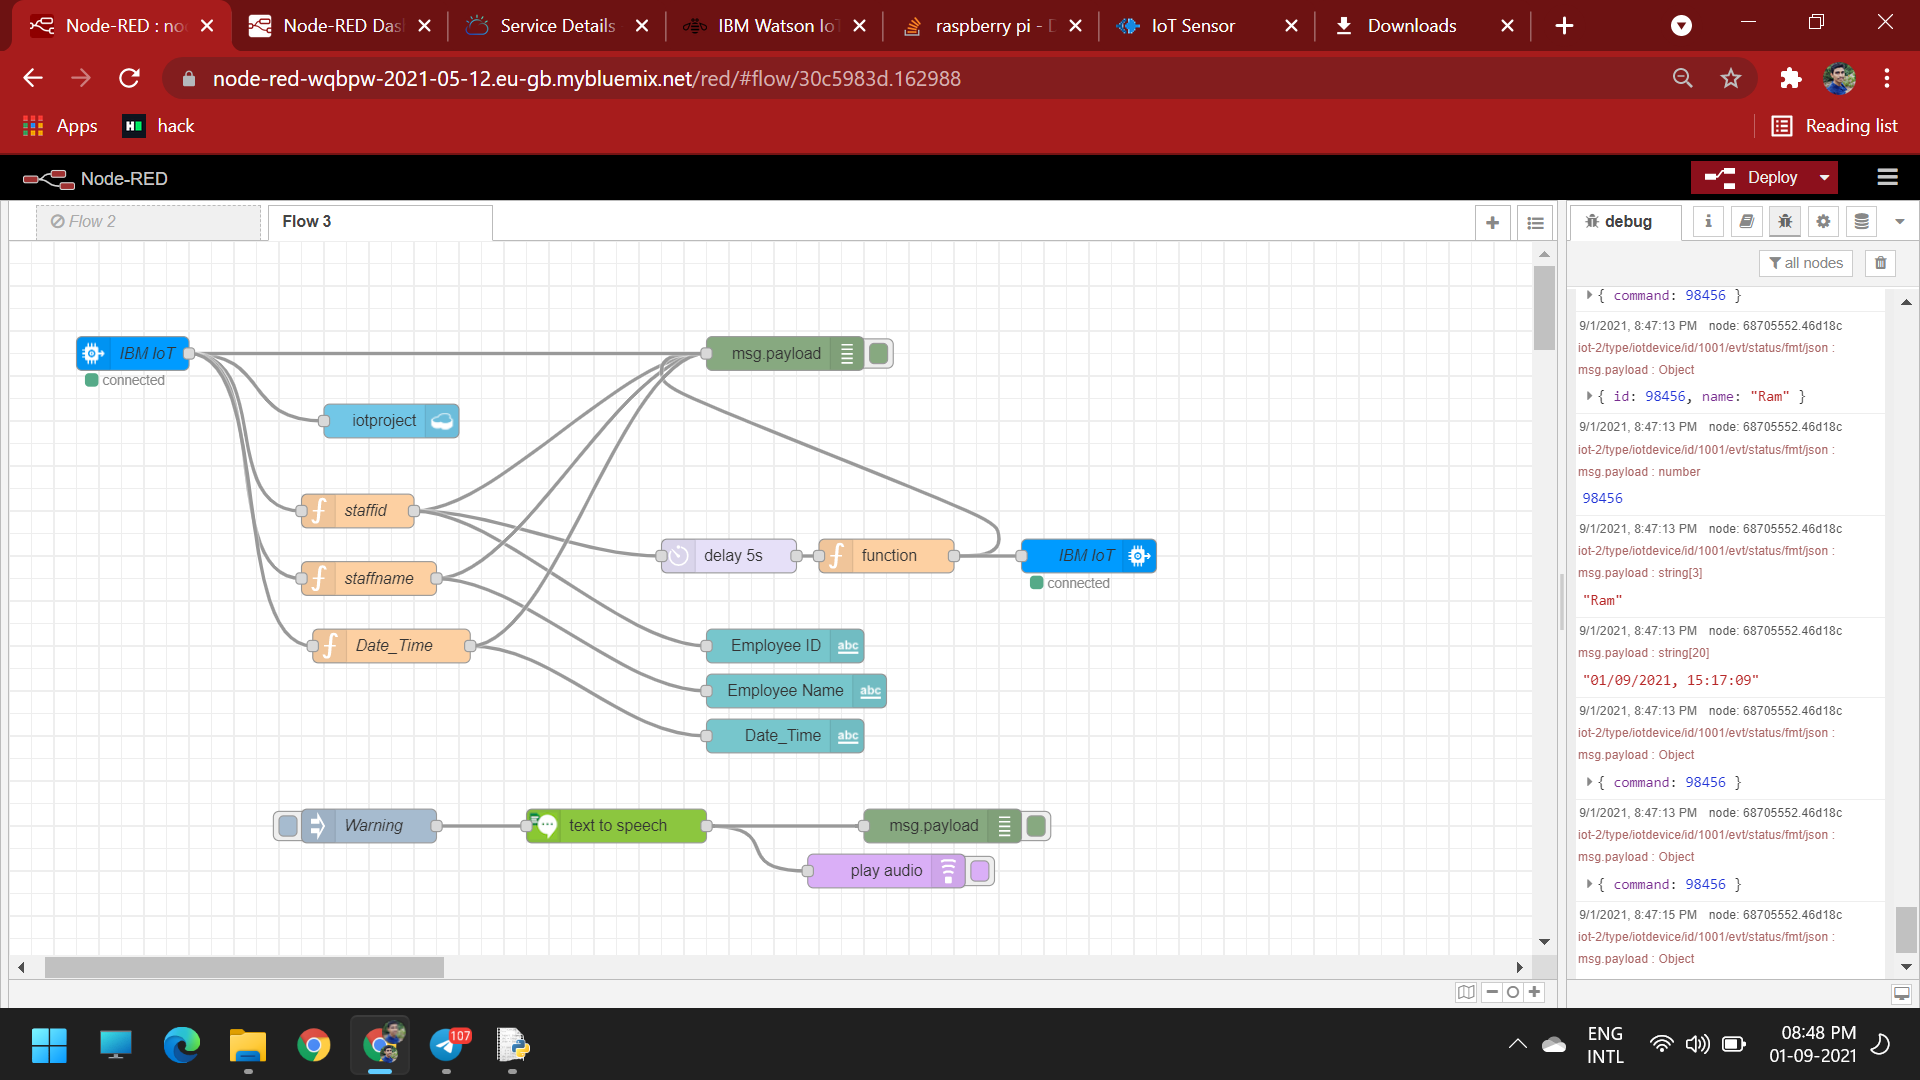 Node-RED : no
Node-RED Das
Service Details
IBM Watson IoT
raspberry pi - D
IoT Sensor
Downloads
node-red-wqbpw-2021-05-12.eu-gb.mybluemix.net/red/#flow/30c5983d.162988
Apps
hack
Reading list
Node-RED
Deploy
Flow 2
Flow 3
debug
all nodes
IBM IoT
connected
msg.payload
iotproject
staffid
delay 5s
function
IBM IoT
connected
staffname
Date_Time
Employee ID
abc
Employee Name
abc
Date_Time
abc
Warning
text to speech
msg.payload
play audio
{ command: 98456 }
9/1/2021, 8:47:13 PM node: 68705552.46d18c
iot-2/type/iotdevice/id/1001/evt/status/fmt/json :
msg.payload : Object
{ id: 98456, name: "Ram" }
9/1/2021, 8:47:13 PM node: 68705552.46d18c
iot-2/type/iotdevice/id/1001/evt/status/fmt/json :
msg.payload : number
98456
9/1/2021, 8:47:13 PM node: 68705552.46d18c
iot-2/type/iotdevice/id/1001/evt/status/fmt/json :
msg.payload : string[3]
"Ram"
9/1/2021, 8:47:13 PM node: 68705552.46d18c
msg.payload : string[20]
"01/09/2021, 15:17:09"
9/1/2021, 8:47:13 PM node: 68705552.46d18c
iot-2/type/iotdevice/id/1001/evt/status/fmt/json :
msg.payload : Object
{ command: 98456 }
9/1/2021, 8:47:13 PM node: 68705552.46d18c
iot-2/type/iotdevice/id/1001/evt/status/fmt/json :
msg.payload : Object
{ command: 98456 }
9/1/2021, 8:47:15 PM node: 68705552.46d18c
iot-2/type/iotdevice/id/1001/evt/status/fmt/json :
msg.payload : Object
107
ENG
INTL
08:48 PM
01-09-2021